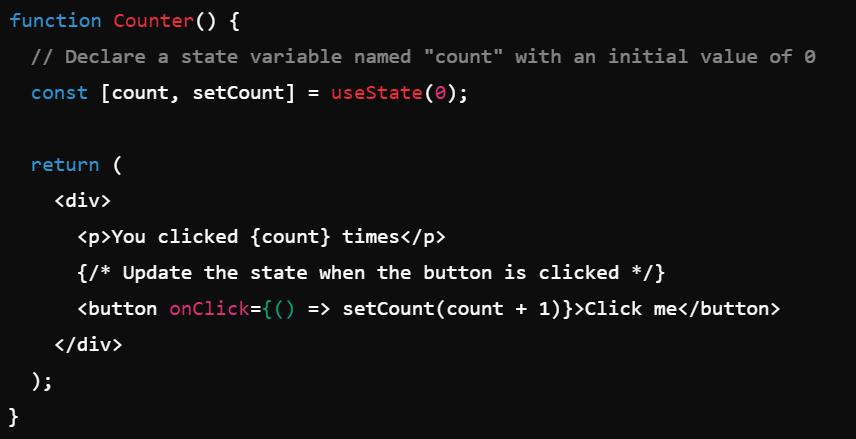 function Counter() {
  // Declare a state variable named "count" with an initial value of 0
  const [count, setCount] = useState(0);

  return (
    <div>
      <p>You clicked {count} times</p>
      {/* Update the state when the button is clicked */}
      <button onClick={() => setCount(count + 1)}>Click me</button>
    </div>
  );
}